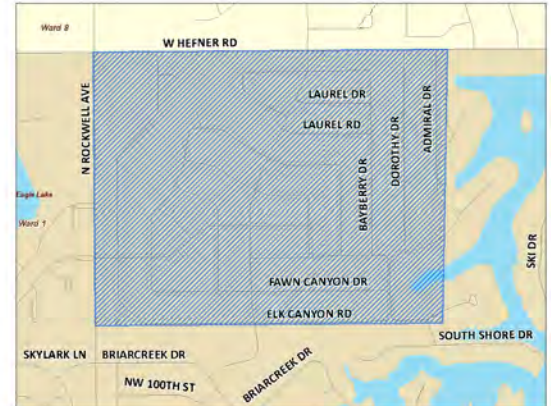 Ward 8
W HEFNER RD
N ROCKWELL AVE
LAUREL DR
LAUREL RD
BAYBERRY DR
DOROTHY DR
ADMIRAL DR
Eagle Lake
Ward 1
SKI DR
FAWN CANYON DR
ELK CANYON RD
SOUTH SHORE DR
SKYLARK LN
BRIARCREEK DR
NW 100TH ST
BRIARCREEK DR